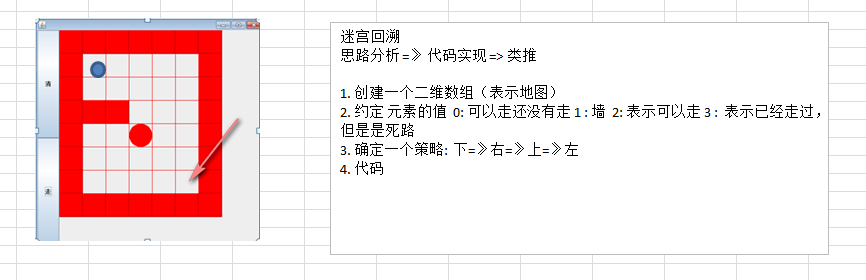 迷宫回溯
思路分析 =》 代码实现 => 类推
1. 创建一个二维数组（表示地图）
2. 约定 元素的值 0: 可以走还没有走 1 : 墙 2: 表示可以走 3 : 表示已经走过，
但是是死路
3. 确定一个策略: 下=》右=》上=》左
4. 代码